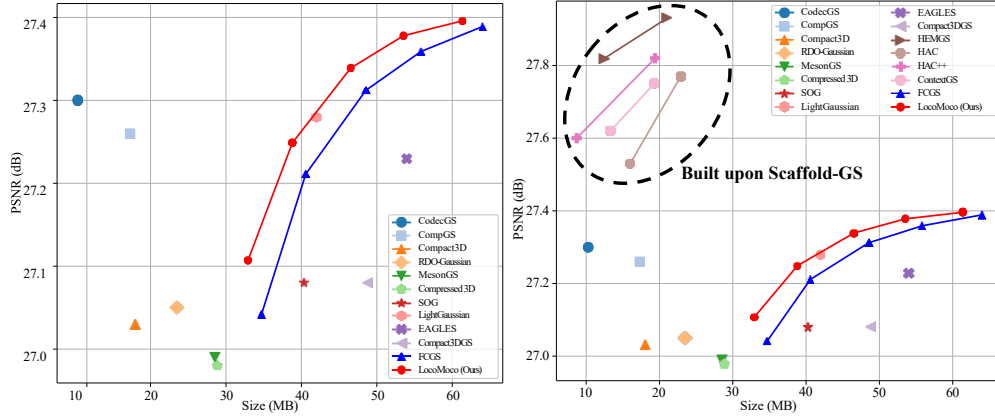 27.4
27.3
27.2
27.1
27.0
PSNR (dB)
10
20
30
40
50
60
Size (MB)
CodecGS
CompGS
Compact3D
RDO-Gaussian
MesonGS
Compressed 3D
SOG
LightGaussian
EAGLES
Compact3DGS
FCGS
LocoMoco (Ours)
27.8
27.6
27.4
27.2
27.0
PSNR (dB)
10
20
30
40
50
60
Size (MB)
CodecGS
CompGS
Compact3D
RDO-Gaussian
MesonGS
Compressed 3D
SOG
LightGaussian
EAGLES
Compact3DGS
HEMGS
HAC
HAC++
ContextGS
FCGS
LocoMoco (Ours)
Built upon Scaffold-GS